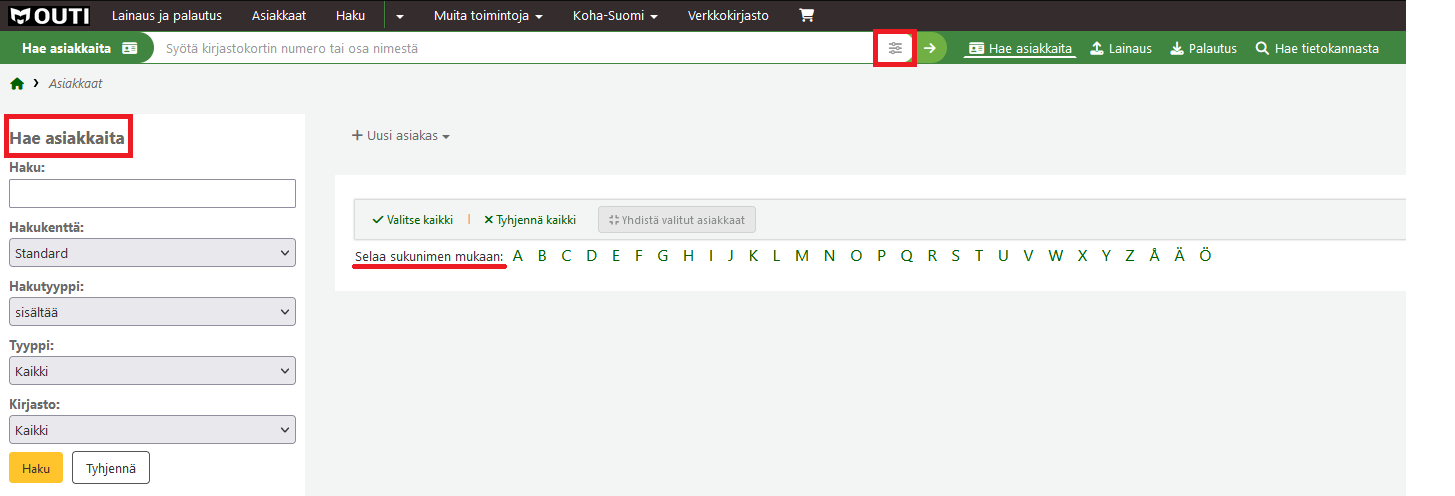 OUTI Lainaus ja palautus Asiakkaat Haku Muita toimintoja Koha-Suomi Verkkokirjasto
Hae asiakkaita Syötä kirjastokortin numero tai osa nimestä Hae asiakkaita Lainaus Palautus Hae tietokannasta
Asiakkaat
Hae asiakkaita
Haku:
Hakukenttä:
Standard
Hakutyyppi:
sisältää
Tyyppi:
Kaikki
Kirjasto:
Kaikki
Haku Tyhjennä
+ Uusi asiakas
Valitse kaikki | Tyhjennä kaikki Yhdistä valitut asiakkaat
Selaa sukunimen mukaan: A B C D E F G H I J K L M N O P Q R S T U V W X Y Z Å Ä Ö